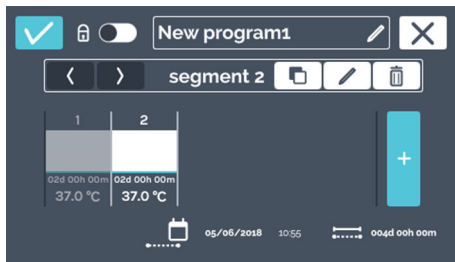 New program1
segment 2
1 2
02d 00h 00m 02d 00h 00m
37.0 °C 37.0 °C
+
05/06/2018 10:55 004d 00h 00m